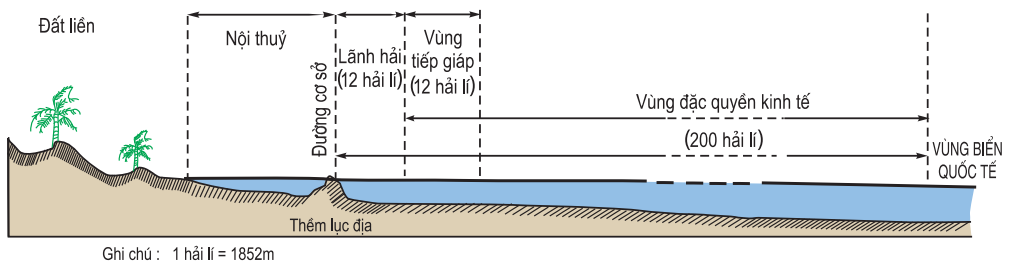 Đất liền
Nội thuỷ
Đường cơ sở
Lãnh hải
(12 hải lí)
Vùng
tiếp giáp
(12 hải lí)
Vùng đặc quyền kinh tế
(200 hải lí)
VÙNG BIỂN
QUỐC TẾ
Thềm lục địa
Ghi chú : 1 hải lí = 1852m